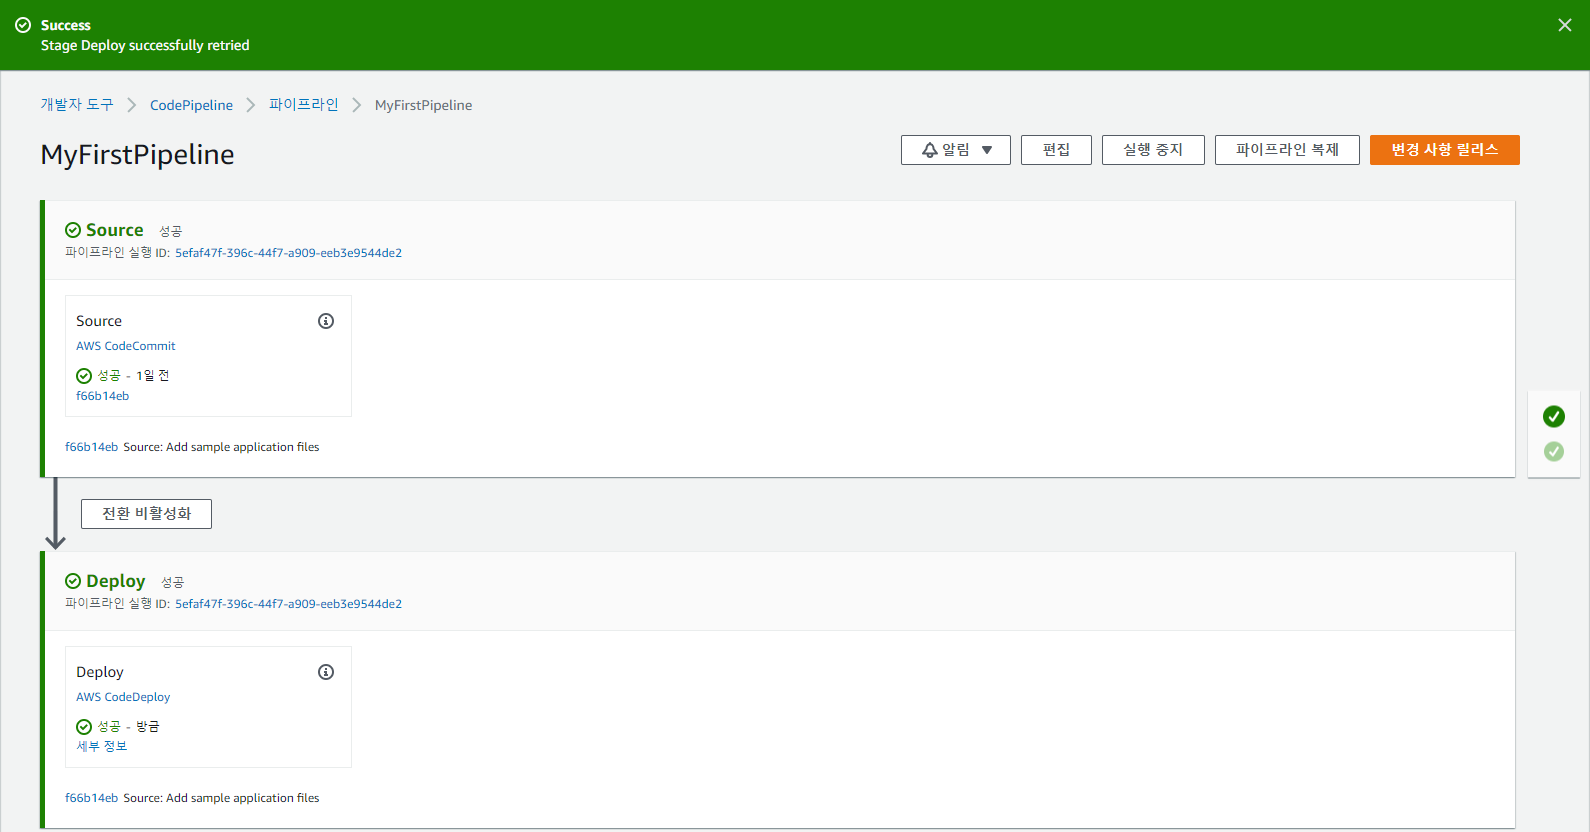 Success
Stage Deploy successfully retried
개발자 도구 CodePipeline 파이프라인 MyFirstPipeline
MyFirstPipeline
알림 편집 실행 중지 파이프라인 복제 변경 사항 릴리스
Source 성공
파이프라인 실행 ID: 5efaf47f-396c-44f7-a909-eeb3e9544de2
Source
AWS CodeCommit
성공 - 1일 전
f66b14eb
f66b14eb Source: Add sample application files
전환 비활성화
Deploy 성공
파이프라인 실행 ID: 5efaf47f-396c-44f7-a909-eeb3e9544de2
Deploy
AWS CodeDeploy
성공 - 방금
세부 정보
f66b14eb Source: Add sample application files